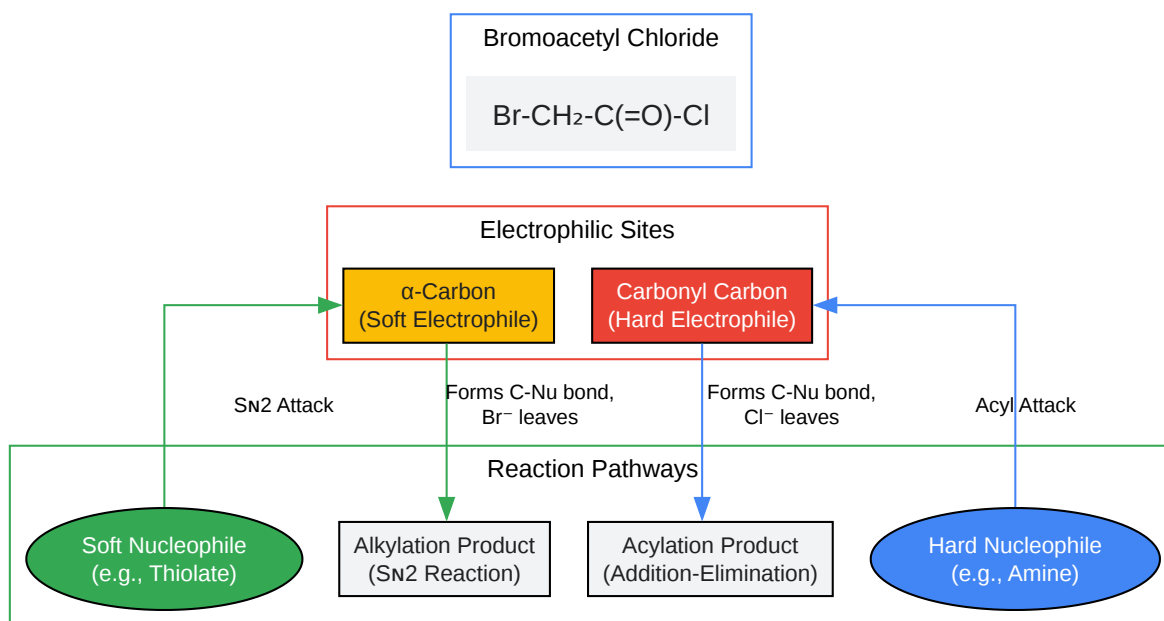 Bromoacetyl Chloride
Br-CH₂-C(=O)-Cl
Electrophilic Sites
α-Carbon
(Soft Electrophile)
Carbonyl Carbon
(Hard Electrophile)
Sɴ2 Attack
Forms C-Nu bond,
Br⁻ leaves
Forms C-Nu bond,
Cl⁻ leaves
Acyl Attack
Reaction Pathways
Soft Nucleophile
(e.g., Thiolate)
Alkylation Product
(Sɴ2 Reaction)
Acylation Product
(Addition-Elimination)
Hard Nucleophile
(e.g., Amine)